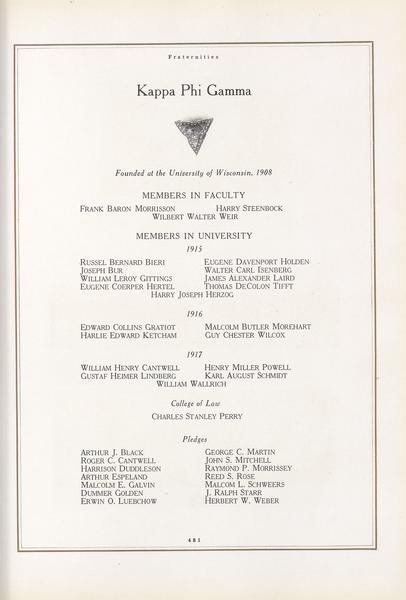 Fraternities
Kappa Phi Gamma
Founded at the University of Wisconsin, 1908
MEMBERS IN FACULTY
FRANK BARON MORRISSON HARRY STEENBOCK
WILBERT WALTER WEIR
MEMBERS IN UNIVERSITY
1915
RUSSEL BERNARD BIERI EUGENE DAVENPORT HOLDEN
JOSEPH BUR WALTER CARL ISENBERG
WILLIAM LEROY GITTINGS JAMES ALEXANDER LAIRD
EUGENE COERPER HERTEL THOMAS DECOLON TIFFT
HARRY JOSEPH HERZOG
1916
EDWARD COLLINS GRATIOT MALCOLM BUTLER MOREHART
HARLIE EDWARD KETCHAM GUY CHESTER WILCOX
1917
WILLIAM HENRY CANTWELL HENRY MILLER POWELL
GUSTAF HEIMER LINDBERG KARL AUGUST SCHMIDT
WILLIAM WALLRICH
College of Law
CHARLES STANLEY PERRY
Pledges
ARTHUR J. BLACK GEORGE C. MARTIN
ROGER C. CANTWELL JOHN S. MITCHELL
HARRISON DUDDLESON RAYMOND P. MORRISSEY
ARTHUR ESPELAND REED S. ROSE
MALCOLM E. GALVIN MALCOM L. SCHWEERS
DUMMER GOLDEN J. RALPH STARR
ERWIN O. LUEBCHOW HERBERT W. WEBER
481